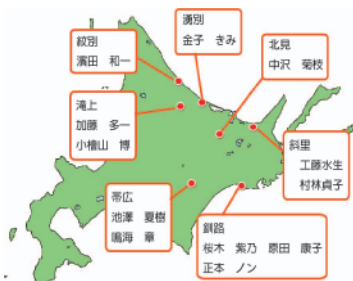 湧別
金子 きみ
北見
中沢 菊枝
紋別
濱田 和一
滝上
加藤 多一
小檜山 博
斜里
工藤水生
村林貞子
帯広
池澤 夏樹
鳴海 章
釧路
桜木 紫乃 原田 康子
正本 ノン